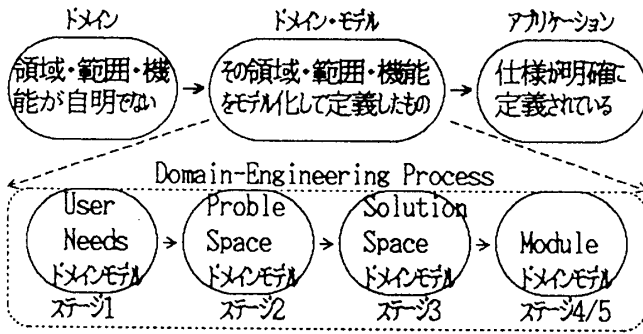 ドメイン
ドメイン・モデル
アプリケーション
領域・範囲・機
能が自明でない
その領域・範囲・機能
をモデル化して定義したもの
仕様が明確に
定義されている
Domain-Engineering Process
User
Needs
ドメインモデル
ステージ1
Proble
Space
ドメインモデル
ステージ2
Solution
Space
ドメインモデル
ステージ3
Module
ドメインモデル
ステージ4/5